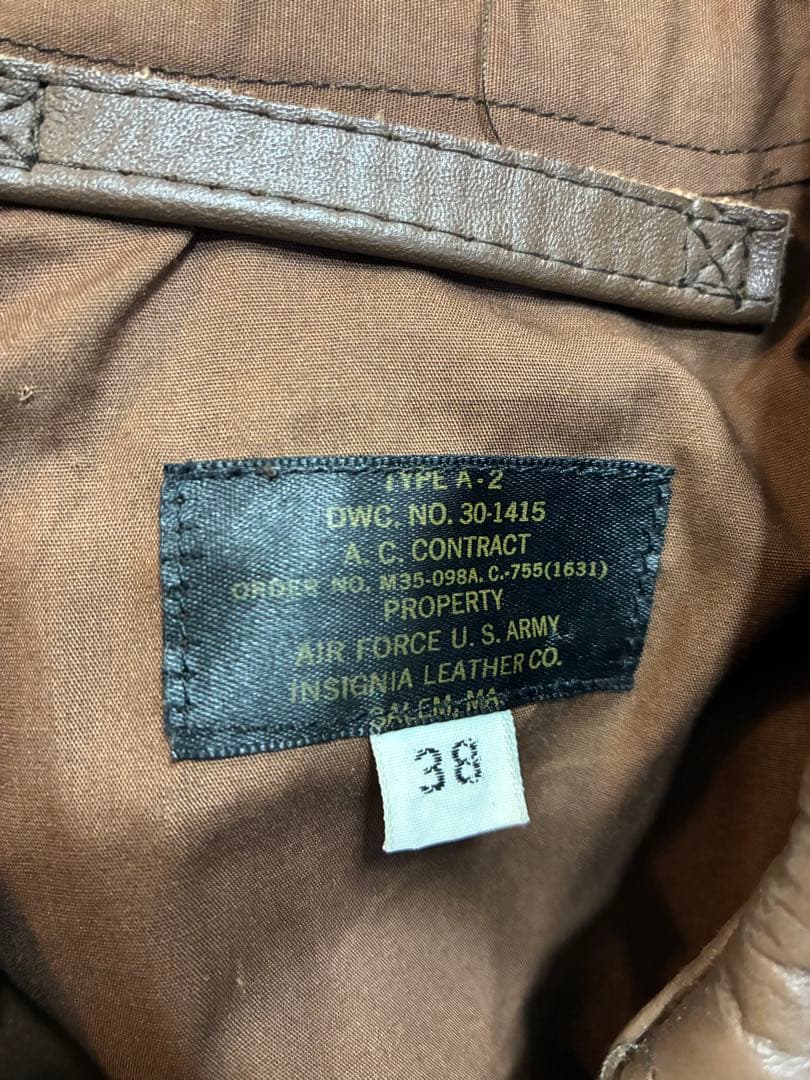 TYPE A-2
DWC. NO. 30-1415
A. C. CONTRACT
ORDER NO. M35-098A. C.-755(1631)
PROPERTY
AIR FORCE U. S. ARMY
INSIGNIA LEATHER CO.
SALEM, MA.
38